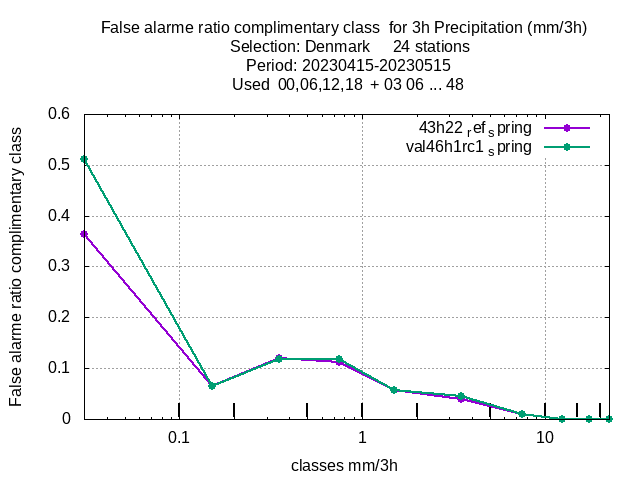 False alarme ratio complimentary class  for 3h Precipitation (mm/3h)
Selection: Denmark     24 stations
Period: 20230415-20230515
Used  00,06,12,18  + 03 06 ... 48
43h22 ref spring
val46h1rc1 spring
False alarme ratio complimentary class
0.6
0.5
0.4
0.3
0.2
0.1
0
0.1
1
10
classes mm/3h